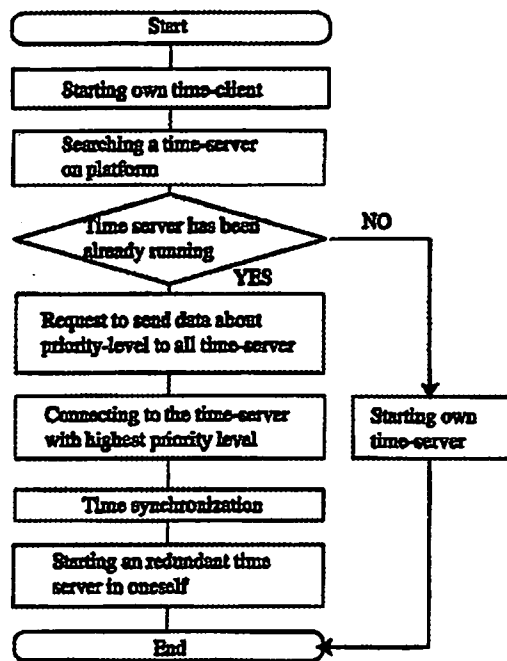 Start
Starting own time-client
Searching a time-server
on platform
Time server has been
already running
NO
YES
Request to send data about
priority-level to all time-server
Connecting to the time-server
with highest priority level
Starting own
time-server
Time synchronization
Starting an redundant time
server in oneself
End